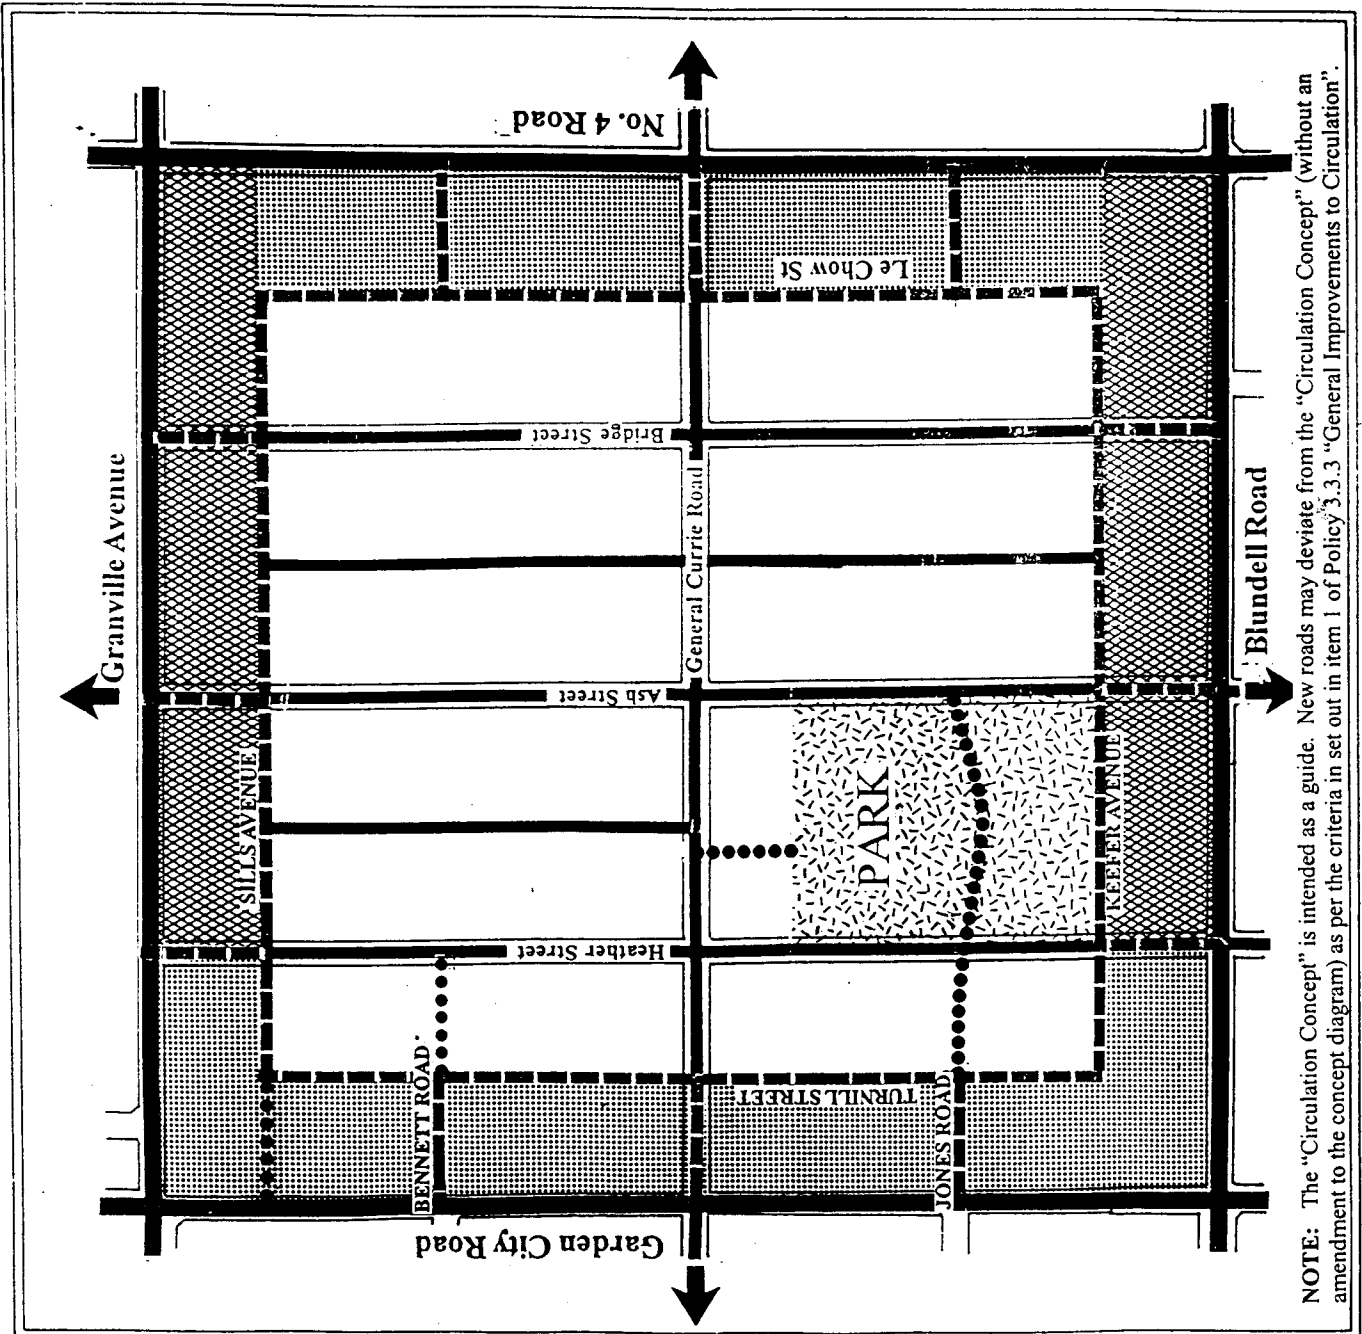 No. 4 Road
Le Chow St
Bridge Street
Granville Avenue
General Currie Road
Blundell Road
Ash Street
SILLS AVENUE
PARK
KEEFER AVENUE
Heather Street
BENNETT ROAD
TURNILL STREET
JONES ROAD
Garden City Road
NOTE: The "Circulation Concept" is intended as a guide. New roads may deviate from the "Circulation Concept" (without an
amendment to the concept diagram) as per the criteria in set out in item 1 of Policy 3.3.3 "General Improvements to Circulation".